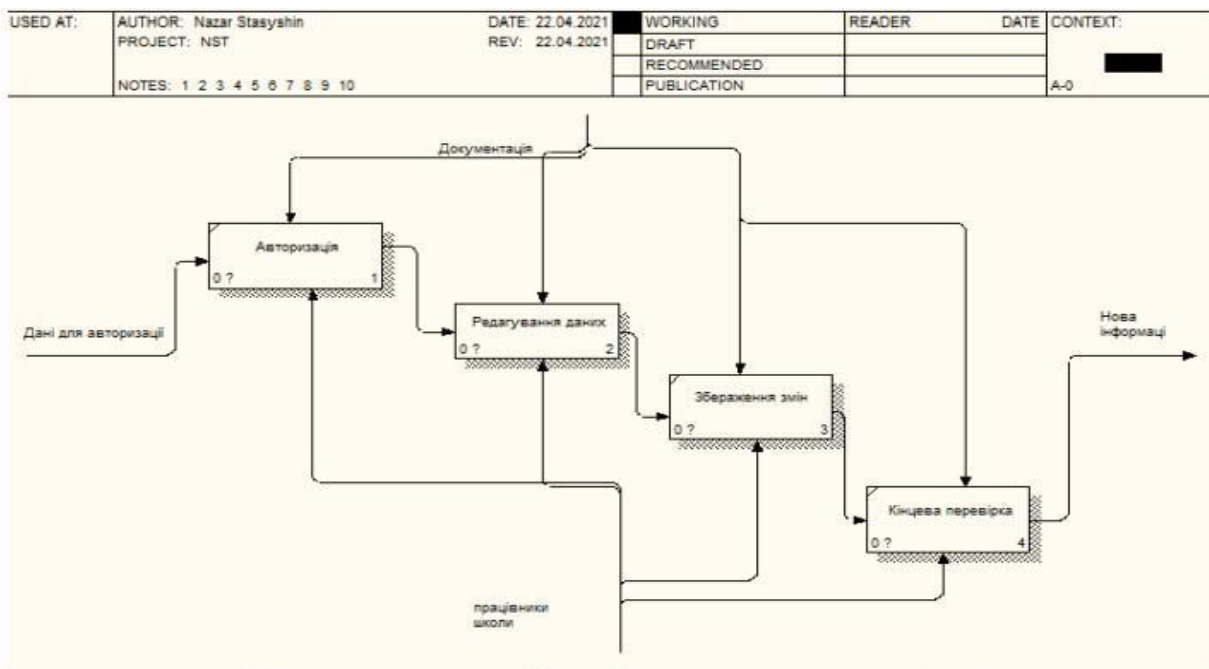 USED AT:
AUTHOR: Nazar Stasyshin
DATE: 22.04.2021
WORKING
READER
DATE
CONTEXT:
PROJECT: NST
REV: 22.04.2021
DRAFT
RECOMMENDED
NOTES: 1 2 3 4 5 6 7 8 9 10
PUBLICATION
A-0
Документація
Авторизація
0 ?
1
Дані для авторизації
Редагування даних
0 ?
2
Нова
інформаці
Збераження змін
0 ?
3
Кінцева перевірка
0 ?
4
працівники
школи